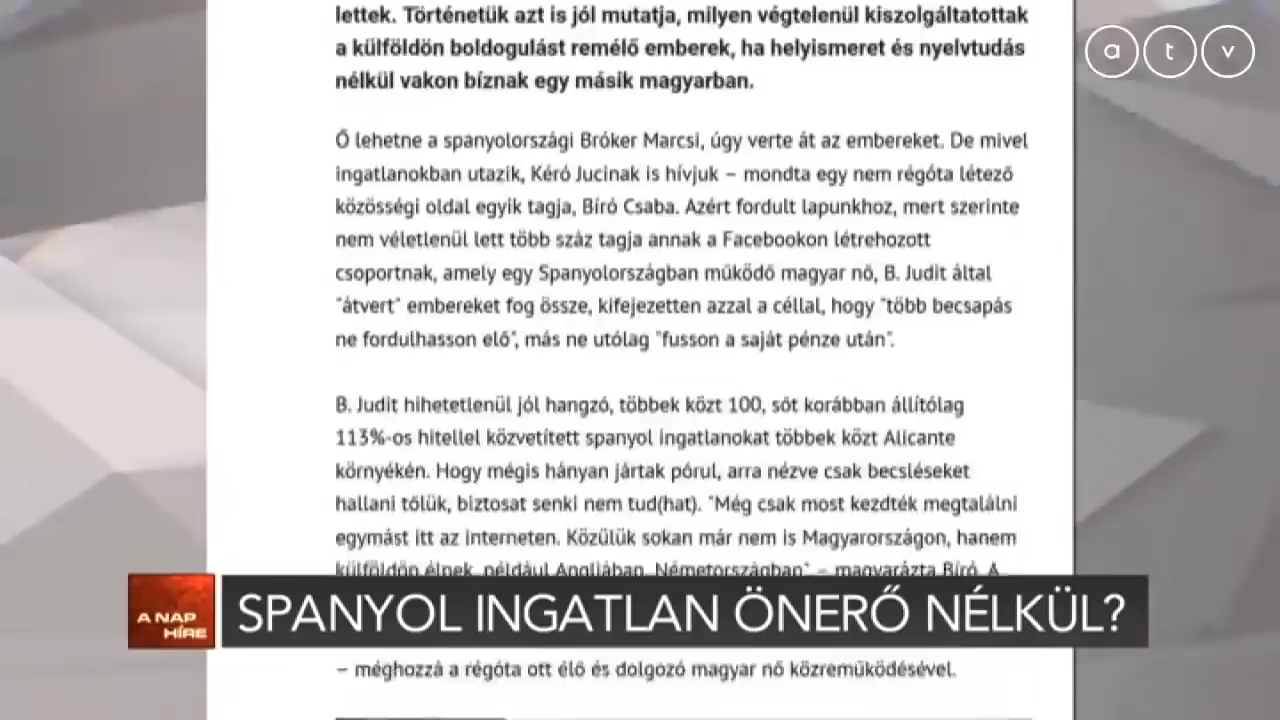 lettek. Történetük azt is jól mutatja, milyen végtelenül kiszolgáltatottak
a külföldön boldogulást remélő emberek, ha helyismeret és nyelvtudás
nélkül vakon bíznak egy másik magyarban.
a t v
Ő lehetne a spanyolországi Bróker Marcsi, úgy verte át az embereket. De mivel
ingatlanokban utazik, Kéró Jucinak is hívjuk – mondta egy nem régóta létező
közösségi oldal egyik tagja, Bíró Csaba. Azért fordult lapunkhoz, mert szerinte
nem véletlenül lett több száz tagja annak a Facebookon létrehozott
csoportnak, amely egy Spanyolországban működő magyar nő, B. Judit által
"átvert" embereket fog össze, kifejezetten azzal a céllal, hogy "több becsapás
ne fordulhasson elő", más ne utólag "fusson a saját pénze után".
B. Judit hihetetlenül jól hangzó, többek közt 100, sőt korábban állítólag
113%-os hitellel közvetített spanyol ingatlanokat többek közt Alicante
környékén. Hogy mégis hányan jártak pórul, arra nézve csak becsléseket
hallani tőlük, biztosat senki nem tud(hat). "Még csak most kezdték megtalálni
egymást itt az interneten. Közülük sokan már nem is Magyarországon, hanem
külföldön élnek, például Angliában, Németországban" – magyarázta Bíró. A
A NAP
HÍRE
SPANYOL INGATLAN ÖNERŐ NÉLKÜL?
– méghozzá a régóta ott élő és dolgozó magyar nő közreműködésével.